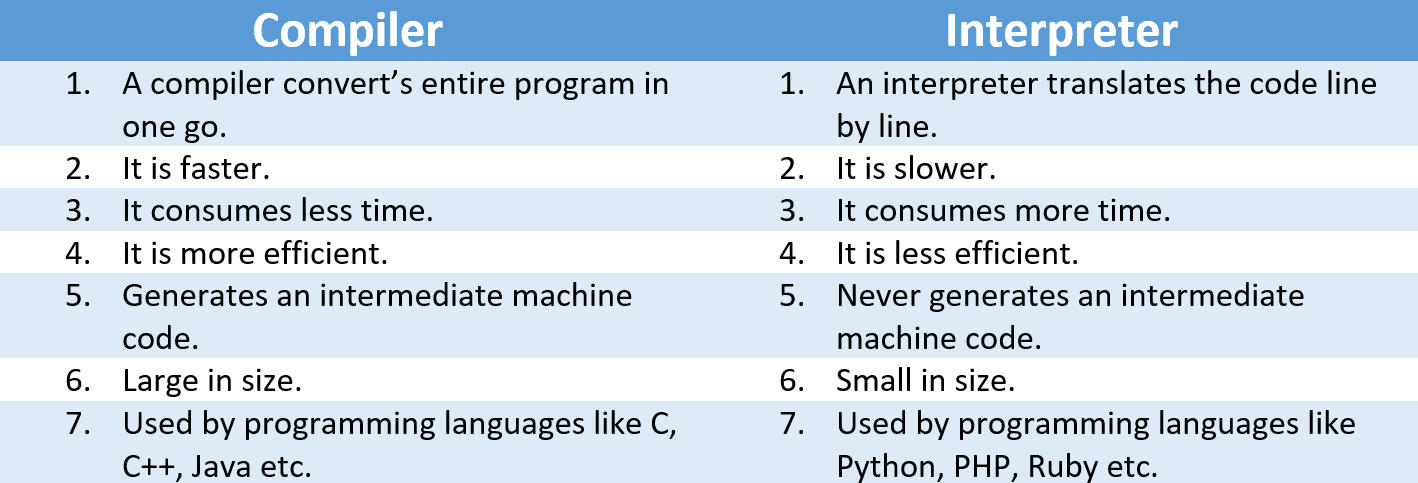 Compiler
Interpreter
1. A compiler convert’s entire program in
one go.
1. An interpreter translates the code line
by line.
2. It is faster.
2. It is slower.
3. It consumes less time.
3. It consumes more time.
4. It is more efficient.
4. It is less efficient.
5. Generates an intermediate machine
code.
5. Never generates an intermediate
machine code.
6. Large in size.
6. Small in size.
7. Used by programming languages like C,
C++, Java etc.
7. Used by programming languages like
Python, PHP, Ruby etc.